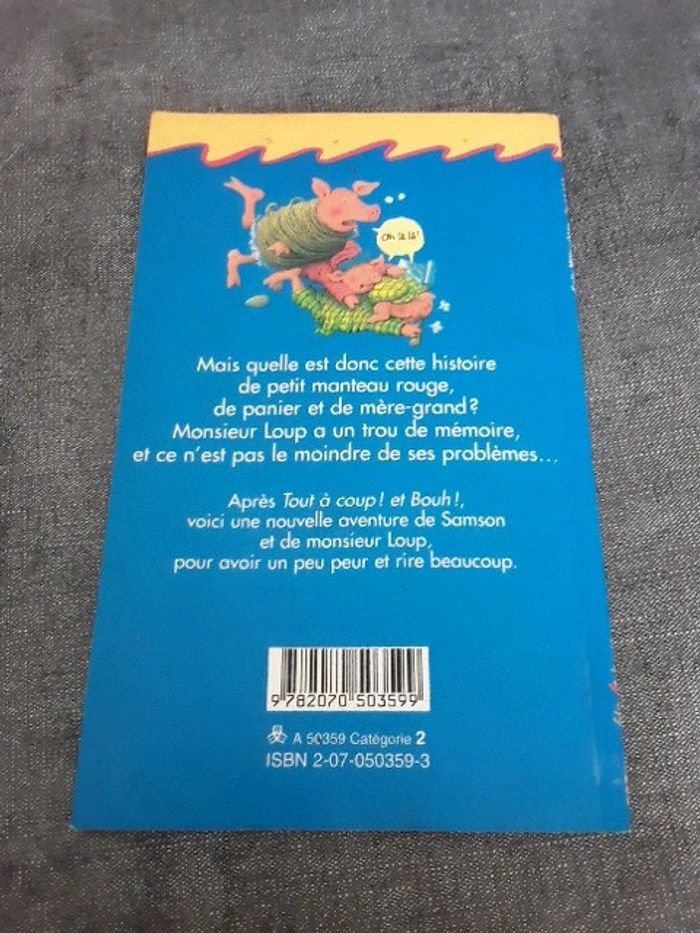 Oh là là!
Mais quelle est donc cette histoire
de petit manteau rouge,
de panier et de mère-grand?
Monsieur Loup a un trou de mémoire,
et ce n'est pas le moindre de ses problèmes...
Après Tout à coup! et Bouh!,
voici une nouvelle aventure de Samson
et de monsieur Loup,
pour avoir un peu peur et rire beaucoup.
9 782070 503599
A 50359 Catégorie 2
ISBN 2-07-050359-3